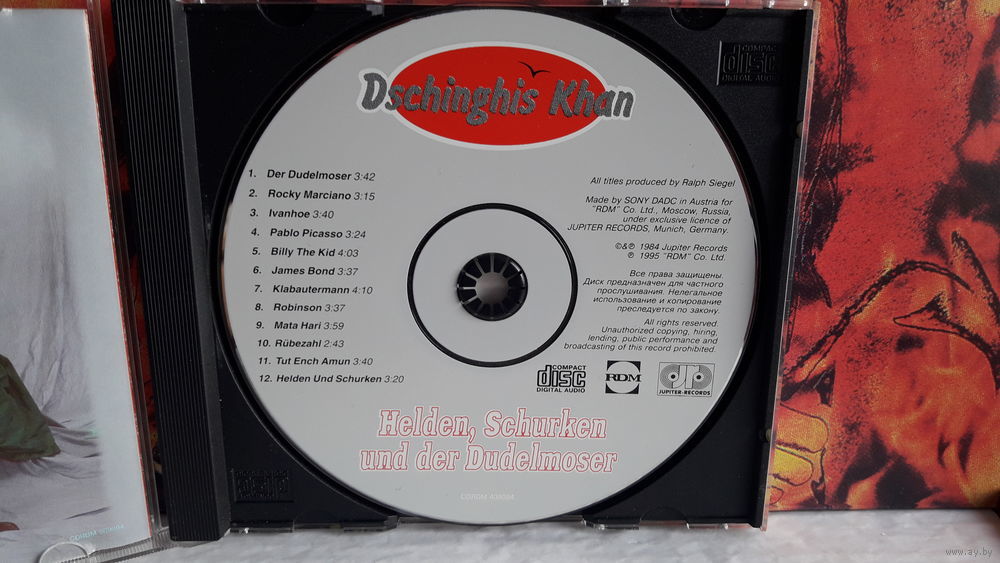 Dschinghis Khan
1. Der Dudelmoser 3:42
2. Rocky Marciano 3:15
3. Ivanhoe 3:40
4. Pablo Picasso 3:24
5. Billy The Kid 4:03
6. James Bond 3:37
7. Klabautermann 4:10
8. Robinson 3:37
9. Mata Hari 3:59
10. Rübezahl 2:43
11. Tut Ench Amun 3:40
12. Helden Und Schurken 3:20
All titles produced by Ralph Siegel
Made by SONY DADC in Austria for
"RDM" Co. Ltd., Moscow, Russia,
under exclusive licence of
JUPITER RECORDS, Munich, Germany.
©&℗ 1984 Jupiter Records
℗ 1995 "RDM" Co. Ltd.
Все права защищены.
Диск предназначен для частного
прослушивания. Нелегальное
использование и копирование
преследуется по закону.
All rights reserved.
Unauthorized copying, hiring,
lending, public performance and
broadcasting of this record prohibited.
COMPACT
disc
DIGITAL AUDIO
RDM
JUPITER-RECORDS
Helden, Schurken
und der Dudelmoser
COMPACT
disc
DIGITAL AUDIO
www.ay.by